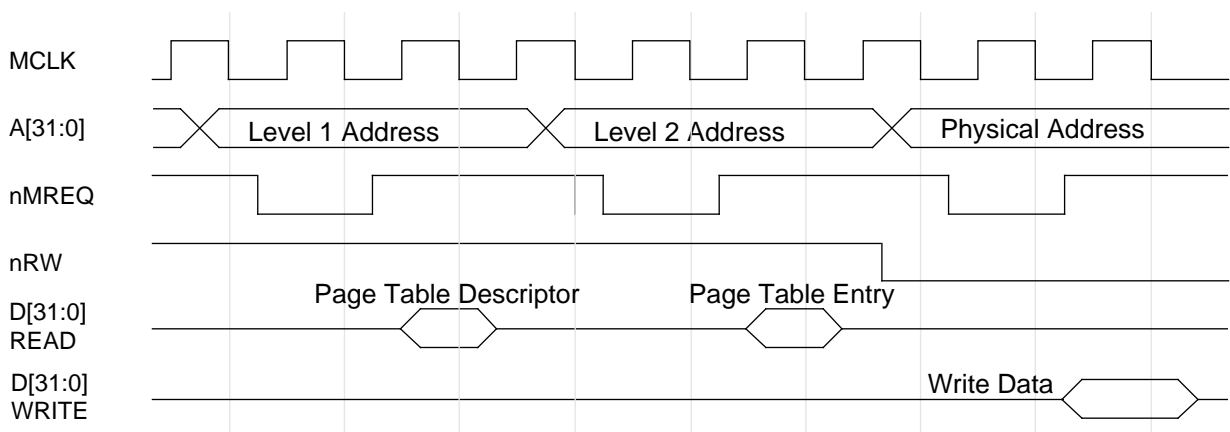 MCLK
A[31:0]
Level 1 Address
Level 2 Address
Physical Address
nMREQ
nRW
Page Table Descriptor
Page Table Entry
D[31:0]
READ
D[31:0]
WRITE
Write Data